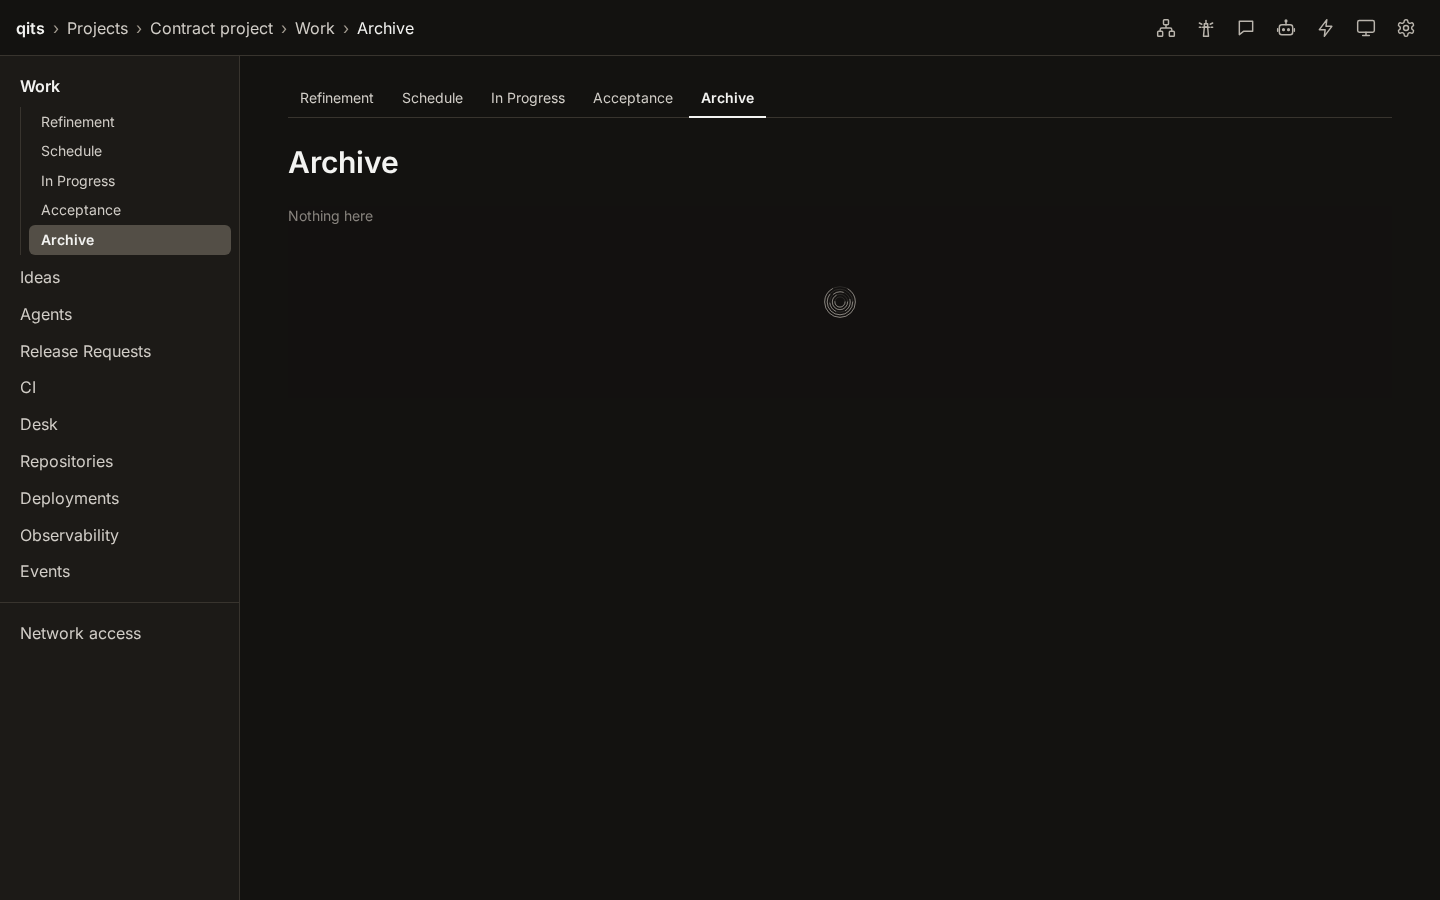 qits › Projects › Contract project › Work › Archive
Work
Refinement
Schedule
In Progress
Acceptance
Archive
Ideas
Agents
Release Requests
CI
Desk
Repositories
Deployments
Observability
Events
Network access
Refinement Schedule In Progress Acceptance Archive
Archive
Nothing here